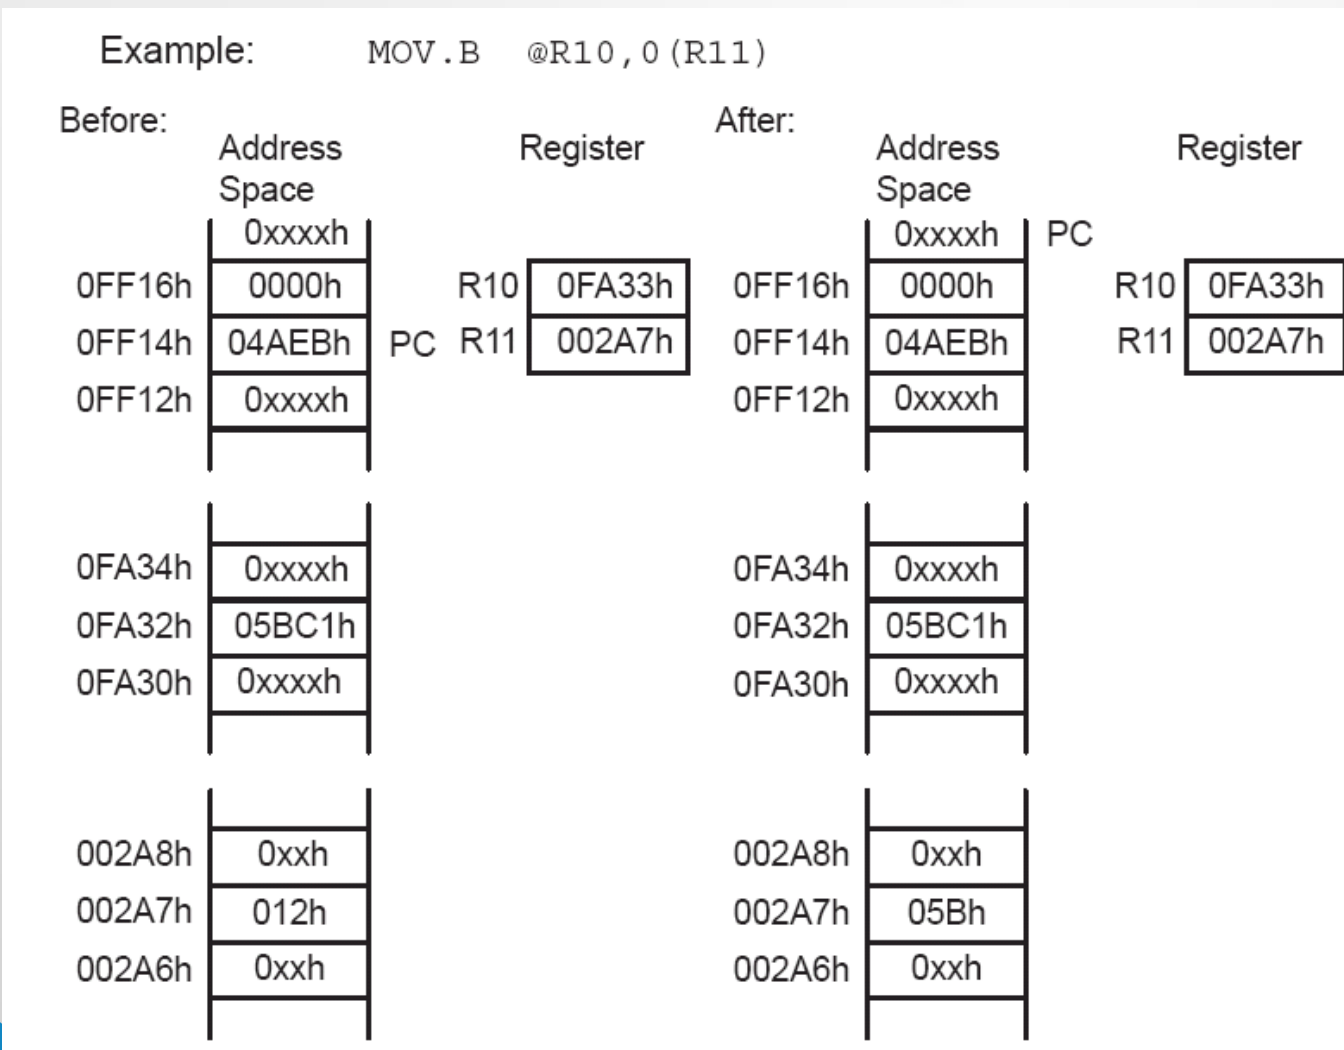 Example: MOV.B @R10,0(R11)
Before: After:
Address Register Address Register
Space Space
0xxxxh 0xxxxh PC
0FF16h 0000h R10 0FA33h 0FF16h 0000h R10 0FA33h
0FF14h 04AEBh PC R11 002A7h 0FF14h 04AEBh R11 002A7h
0FF12h 0xxxxh 0FF12h 0xxxxh
0FA34h 0xxxxh 0FA34h 0xxxxh
0FA32h 05BC1h 0FA32h 05BC1h
0FA30h 0xxxxh 0FA30h 0xxxxh
002A8h 0xxh 002A8h 0xxh
002A7h 012h 002A7h 05Bh
002A6h 0xxh 002A6h 0xxh